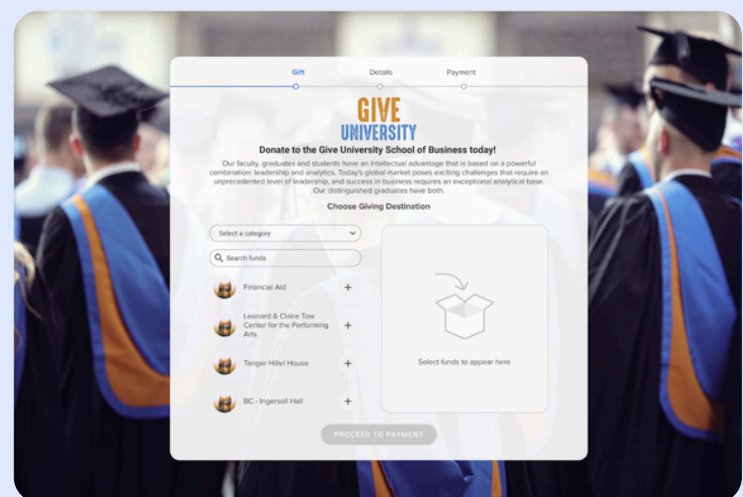 Gift Details Payment
GIVE
UNIVERSITY
Donate to the Give University School of Business today!
Our faculty, graduates and students have an intellectual advantage that is based on a powerful
combination: leadership and analytics. Today's global market poses exciting challenges that require an
unprecedented level of leadership, and success in business requires an exceptional analytical base.
Our distinguished graduates have both.
Choose Giving Destination
Select a category
Search funds
Financial Aid
Leonard & Claire Tow
Center for the Performing
Arts
Tanger Hillel House
BC - Ingersoll Hall
Select funds to appear here
PROCEED TO PAYMENT